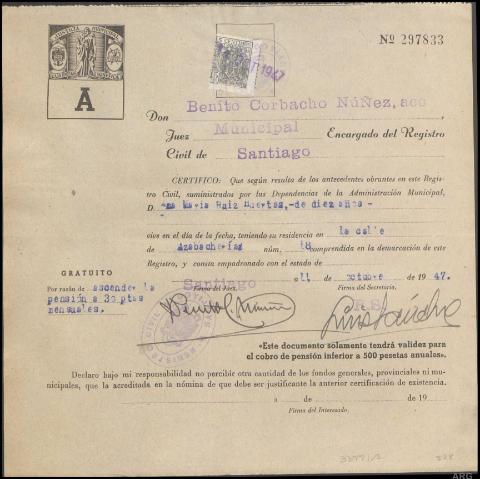 JUSTICIA MUNICIPAL
Nº 297833
A
1947
Don Benito Corbacho Núñez, acc
Juez Municipal Encargado del Registro
Civil de Santiago
CERTIFICO: Que según resulta de los antecedentes obrantes en este Regis-
tro Civil, suministrados por las Dependencias de la Administración Municipal,
D. Ana María Ruiz Huertas,-de diez años-
vive en el día de la fecha, teniendo su residencia en la calle
de Azabachería núm. 18 comprendida en la demarcación de este
Registro, y consta empadronado con el estado de
Santiago a 11 de octubre de 1947.
GRATUITO
Firma del Juez.
Firma del Secretario.
Por razón de ascender la
pensión a 30 ptas
mensuales.
P.S.
«Este documento solamente tendrá validez para
el cobro de pensión inferior a 500 pesetas anuales».
Declaro bajo mi responsabilidad no percibir otra cantidad de los fondos generales, provinciales ni mu-
nicipales, que la acreditada en la nómina de que debe ser justificante la anterior certificación de existencia.
a de de 19
Firma del Interesado.
ARG